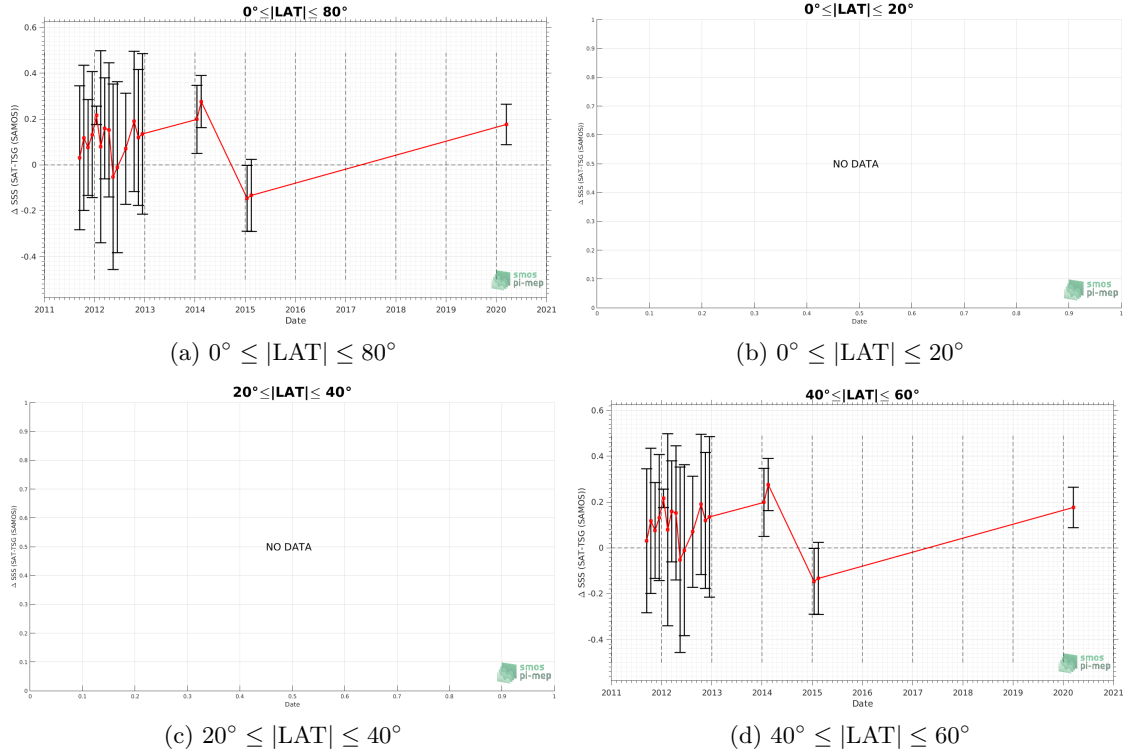 0°≤|LAT|≤ 80°
0.6
0.4
0.2
0
-0.2
-0.4
Δ SSS (SAT-TSG (SAMOS))
smos
pi-mep
2011 2012 2013 2014 2015 2016 2017 2018 2019 2020 2021
Date
(a) 0° ≤ |LAT| ≤ 80°
0°≤|LAT|≤ 20°
1
0.9
0.8
0.7
0.6
0.5
0.4
0.3
0.2
0.1
0
Δ SSS (SAT-TSG (SAMOS))
NO DATA
smos
pi-mep
0 0.1 0.2 0.3 0.4 0.5 0.6 0.7 0.8 0.9 1
Date
(b) 0° ≤ |LAT| ≤ 20°
20°≤|LAT|≤ 40°
1
0.9
0.8
0.7
0.6
0.5
0.4
0.3
0.2
0.1
0
Δ SSS (SAT-TSG (SAMOS))
NO DATA
smos
pi-mep
0 0.1 0.2 0.3 0.4 0.5 0.6 0.7 0.8 0.9 1
Date
(c) 20° ≤ |LAT| ≤ 40°
40°≤|LAT|≤ 60°
0.6
0.4
0.2
0
-0.2
-0.4
Δ SSS (SAT-TSG (SAMOS))
smos
pi-mep
2011 2012 2013 2014 2015 2016 2017 2018 2019 2020 2021
Date
(d) 40° ≤ |LAT| ≤ 60°